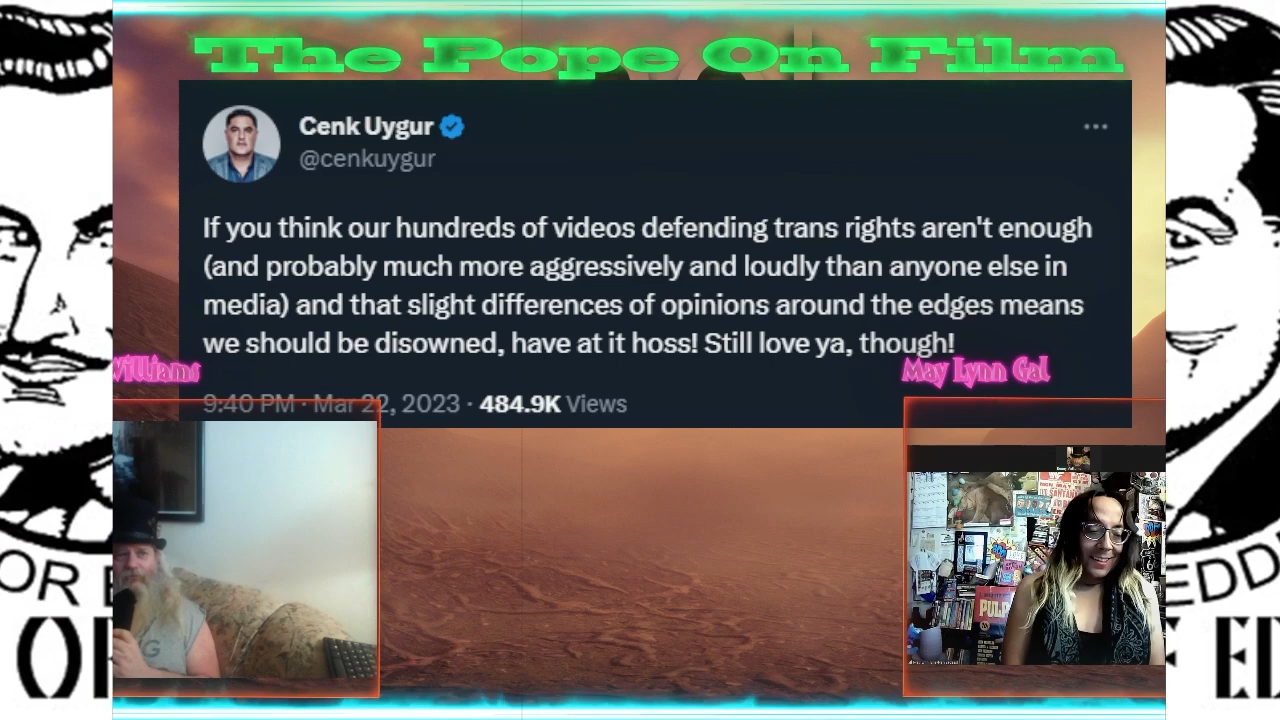 The Pope On Film
Cenk Uygur
@cenkuygur
If you think our hundreds of videos defending trans rights aren't enough
(and probably much more aggressively and loudly than anyone else in
media) and that slight differences of opinions around the edges means
we should be disowned, have at it hoss! Still love ya, though!
9:40 PM · Mar 22, 2023 · 484.9K Views
Williams
May Lynn Gal
OR
EDD
PULP
G